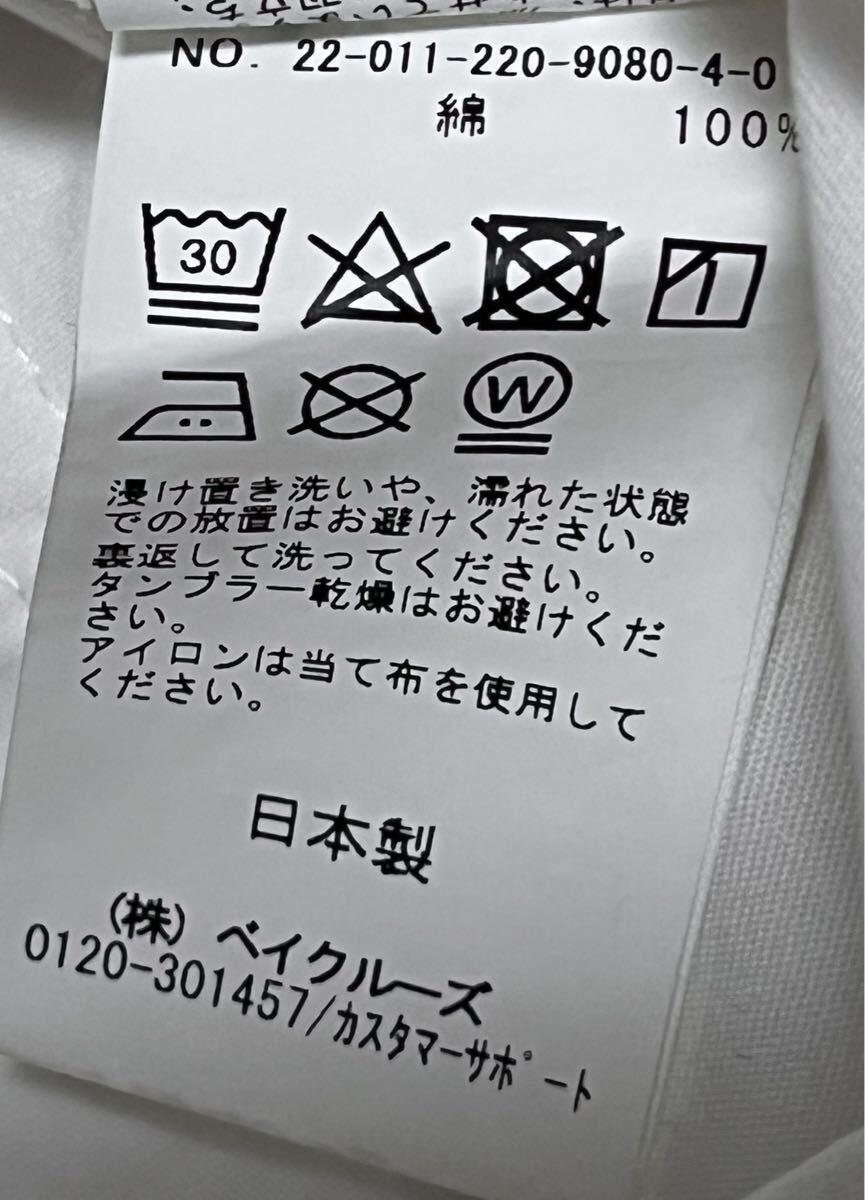 NO. 22-011-220-9080-4-0
綿 100%
30
W
浸け置き洗いや、濡れた状態
での放置はお避けください。
裏返して洗ってください。
タンブラー乾燥はお避けくだ
さい。
アイロンは当て布を使用して
ください。
日本製
(株) ベイクルーズ
0120-301457/カスタマーサポート